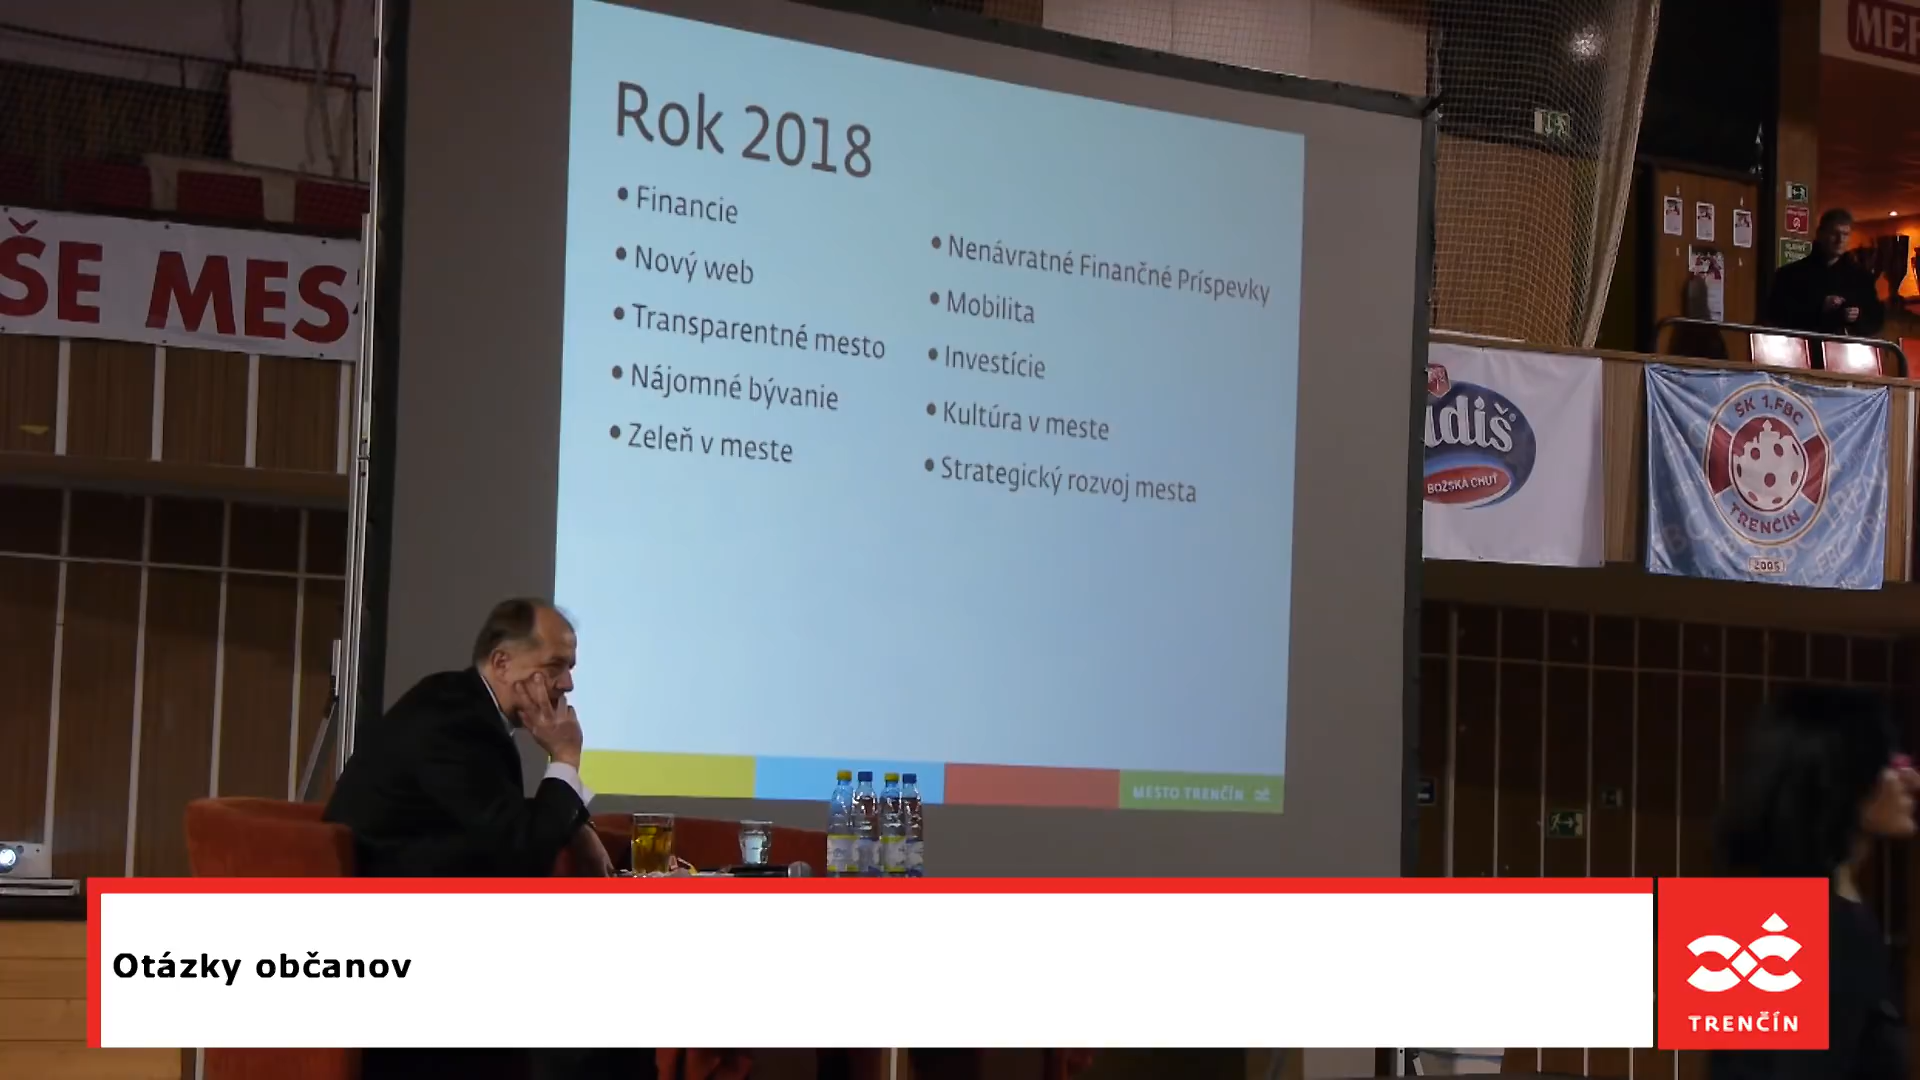 Rok 2018
• Financie
• Nový web
• Transparentné mesto
• Nájomné bývanie
• Zeleň v meste
• Nenávratné Finančné Príspevky
• Mobilita
• Investície
• Kultúra v meste
• Strategický rozvoj mesta
MESTO TRENČÍN
ŠE MES
MER
BOŽSKÁ CHUŤ
SK 1.FBC
TRENČÍN
2005
Otázky občanov
TRENČÍN